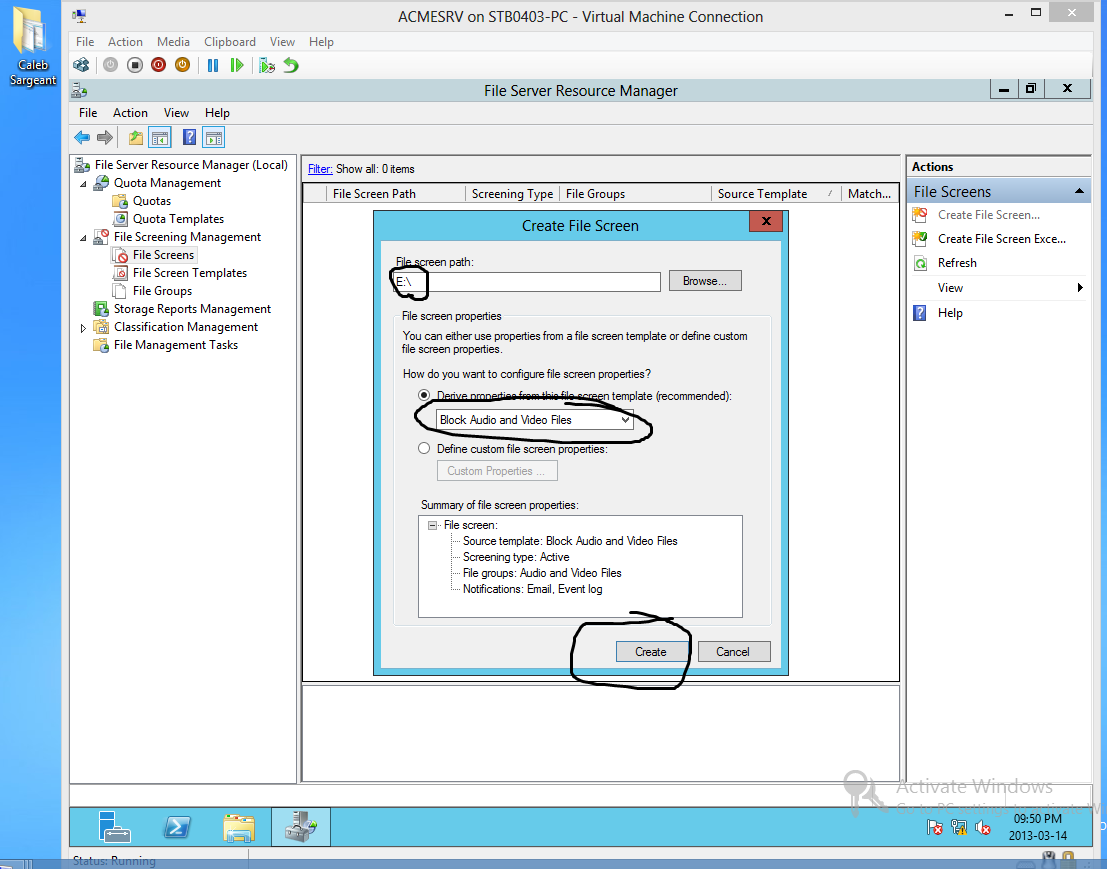 ACMESRV on STB0403-PC - Virtual Machine Connection
Caleb
Sargeant
File Action Media Clipboard View Help
File Server Resource Manager
File Action View Help
File Server Resource Manager (Local)
Quota Management
Quotas
Quota Templates
File Screening Management
File Screens
File Screen Templates
File Groups
Storage Reports Management
Classification Management
File Management Tasks
Filter: Show all: 0 items
File Screen Path Screening Type File Groups Source Template / Match...
Create File Screen
File screen path:
E:\
Browse...
File screen properties
You can either use properties from a file screen template or define custom
file screen properties.
How do you want to configure file screen properties?
Derive properties from this file screen template (recommended):
Block Audio and Video Files
Define custom file screen properties:
Custom Properties ...
Summary of file screen properties:
File screen:
Source template: Block Audio and Video Files
Screening type: Active
File groups: Audio and Video Files
Notifications: Email, Event log
Create Cancel
Actions
File Screens
Create File Screen...
Create File Screen Exce...
Refresh
View
Help
Activate Windows
Go to PC settings to activate W
09:50 PM
2013-03-14
Status: Running